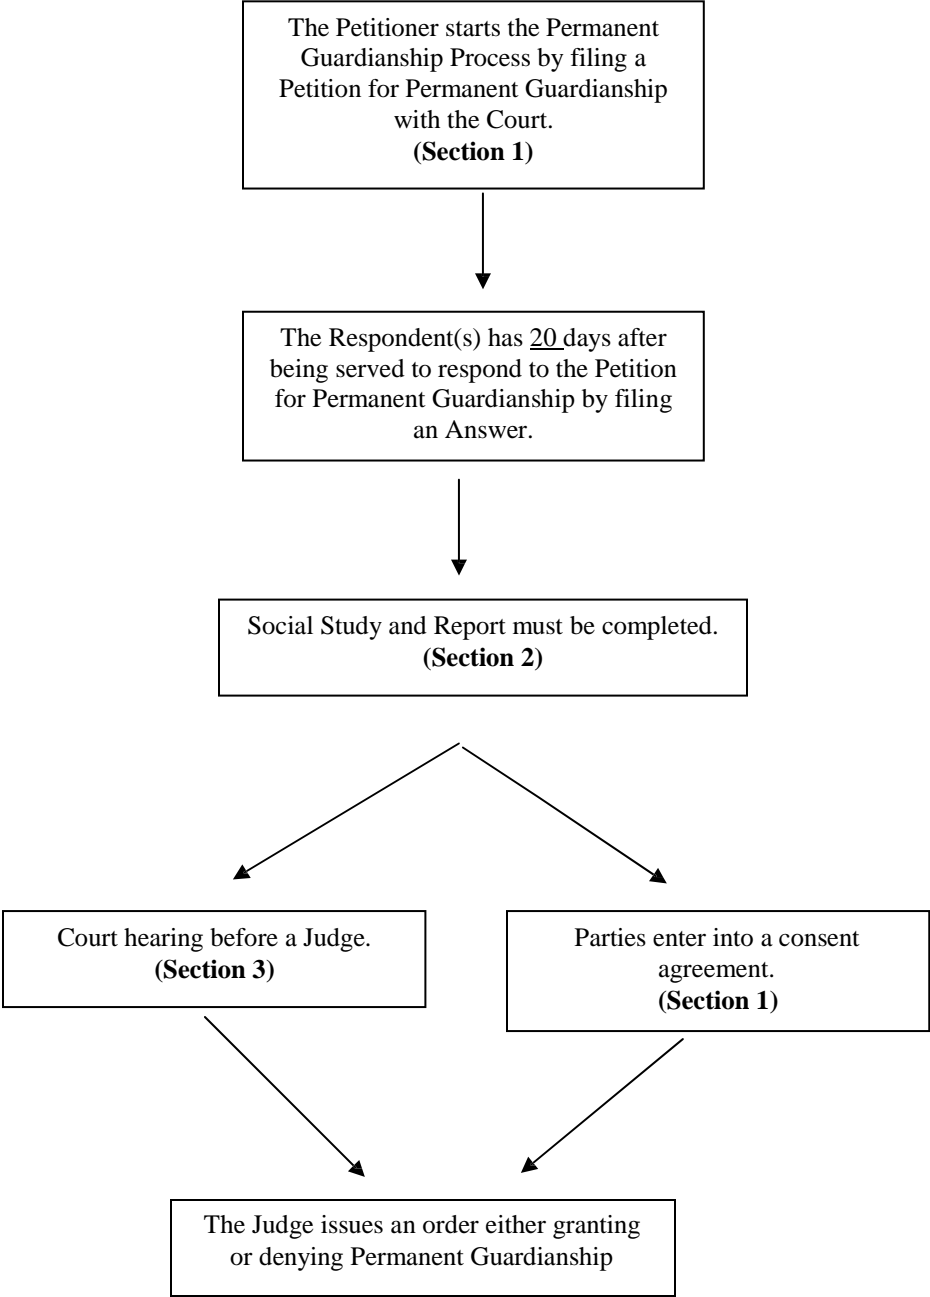 The Petitioner starts the Permanent
Guardianship Process by filing a
Petition for Permanent Guardianship
with the Court.
(Section 1)
The Respondent(s) has 20 days after
being served to respond to the Petition
for Permanent Guardianship by filing
an Answer.
Social Study and Report must be completed.
(Section 2)
Court hearing before a Judge.
(Section 3)
Parties enter into a consent
agreement.
(Section 1)
The Judge issues an order either granting
or denying Permanent Guardianship